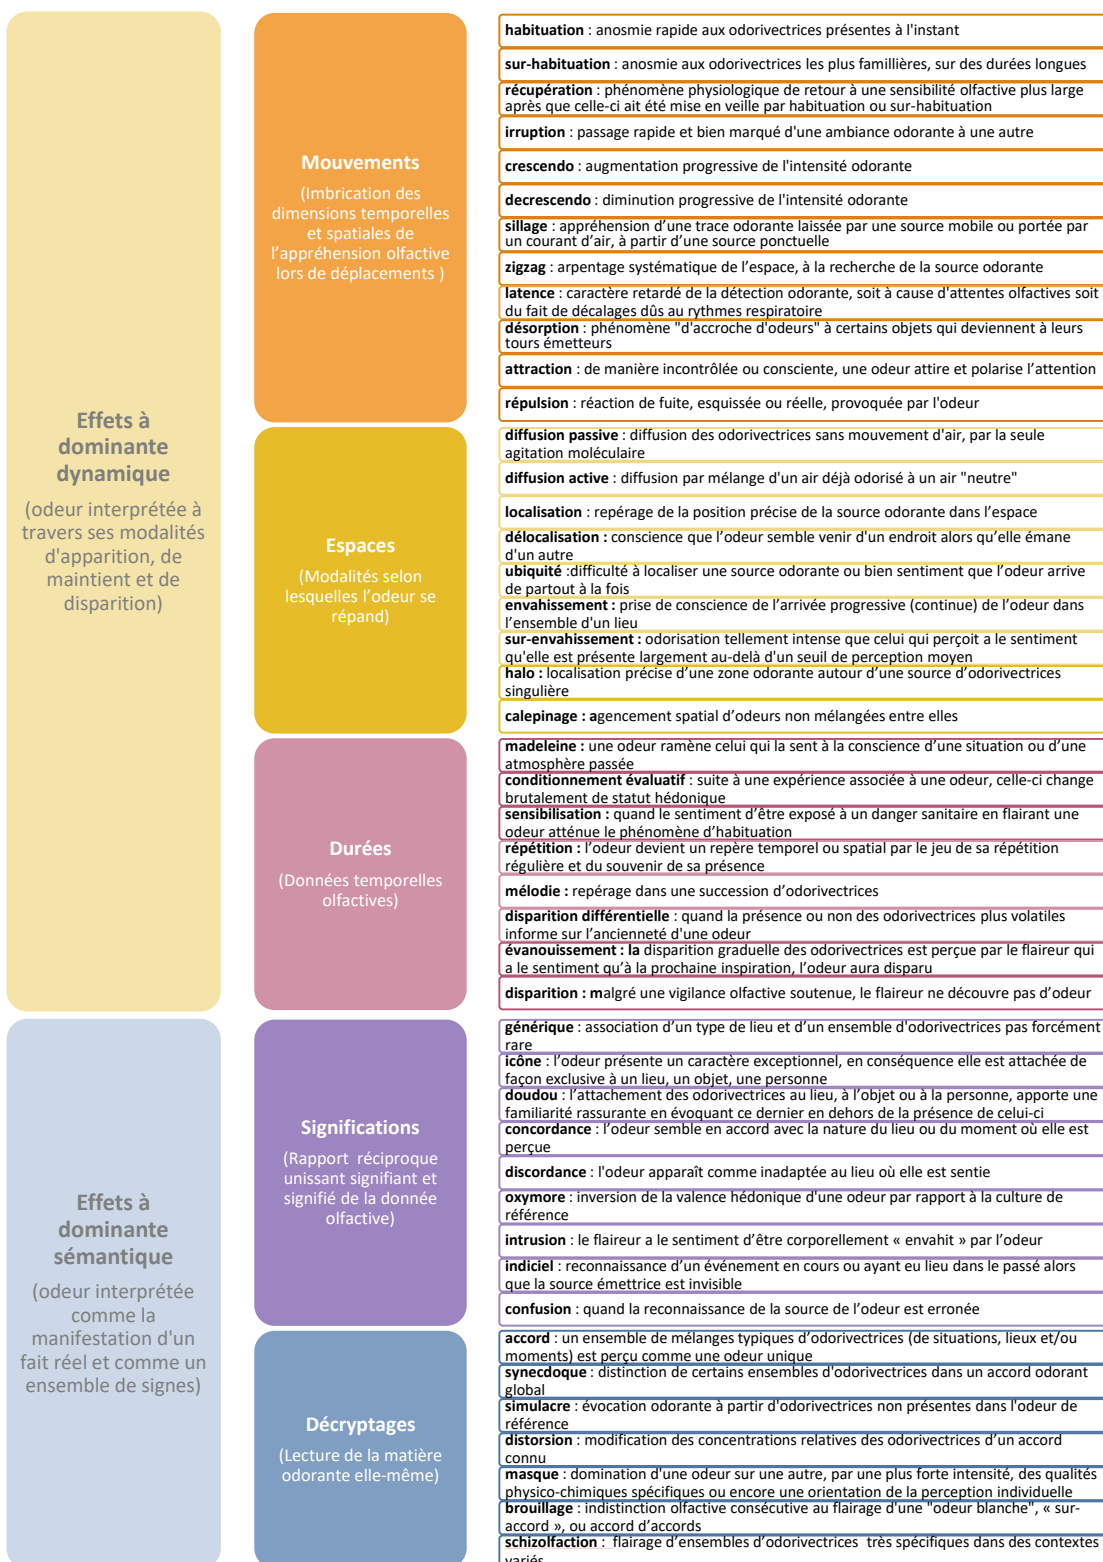 Effets à
dominante
dynamique
(odeur interprétée à
travers ses modalités
d'apparition, de
maintient et de
disparition)
Mouvements
(Imbrication des
dimensions temporelles
et spatiales de
l’appréhension olfactive
lors de déplacements )
habituation : anosmie rapide aux odorivectrices présentes à l'instant
sur-habituation : anosmie aux odorivectrices les plus famillières, sur des durées longues
récupération : phénomène physiologique de retour à une sensibilité olfactive plus large
après que celle-ci ait été mise en veille par habituation ou sur-habituation
irruption : passage rapide et bien marqué d'une ambiance odorante à une autre
crescendo : augmentation progressive de l'intensité odorante
decrescendo : diminution progressive de l'intensité odorante
sillage : appréhension d’une trace odorante laissée par une source mobile ou portée par
un courant d’air, à partir d’une source ponctuelle
zigzag : arpentage systématique de l’espace, à la recherche de la source odorante
latence : caractère retardé de la détection odorante, soit à cause d'attentes olfactives soit
du fait de décalages dûs au rythmes respiratoire
désorption : phénomène "d'accroche d'odeurs" à certains objets qui deviennent à leurs
tours émetteurs
attraction : de manière incontrôlée ou consciente, une odeur attire et polarise l’attention
répulsion : réaction de fuite, esquissée ou réelle, provoquée par l'odeur
Espaces
(Modalités selon
lesquelles l’odeur se
répand)
diffusion passive : diffusion des odorivectrices sans mouvement d'air, par la seule
agitation moléculaire
diffusion active : diffusion par mélange d'un air déjà odorisé à un air "neutre"
localisation : repérage de la position précise de la source odorante dans l’espace
délocalisation : conscience que l’odeur semble venir d'un endroit alors qu’elle émane
d'un autre
ubiquité :difficulté à localiser une source odorante ou bien sentiment que l’odeur arrive
de partout à la fois
envahissement : prise de conscience de l’arrivée progressive (continue) de l’odeur dans
l’ensemble d'un lieu
sur-envahissement : odorisation tellement intense que celui qui perçoit a le sentiment
qu'elle est présente largement au-delà d'un seuil de perception moyen
halo : localisation précise d’une zone odorante autour d’une source d’odorivectrices
singulière
calepinage : agencement spatial d’odeurs non mélangées entre elles
Durées
(Données temporelles
olfactives)
madeleine : une odeur ramène celui qui la sent à la conscience d’une situation ou d’une
atmosphère passée
conditionnement évaluatif : suite à une expérience associée à une odeur, celle-ci change
brutalement de statut hédonique
sensibilisation : quand le sentiment d’être exposé à un danger sanitaire en flairant une
odeur atténue le phénomène d’habituation
répétition : l’odeur devient un repère temporel ou spatial par le jeu de sa répétition
régulière et du souvenir de sa présence
mélodie : repérage dans une succession d’odorivectrices
disparition différentielle : quand la présence ou non des odorivectrices plus volatiles
informe sur l’ancienneté d'une odeur
évanouissement : la disparition graduelle des odorivectrices est perçue par le flaireur qui
a le sentiment qu’à la prochaine inspiration, l’odeur aura disparu
disparition : malgré une vigilance olfactive soutenue, le flaireur ne découvre pas d’odeur
Effets à
dominante
sémantique
(odeur interprétée
comme la
manifestation d'un
fait réel et comme un
ensemble de signes)
Significations
(Rapport réciproque
unissant signifiant et
signifié de la donnée
olfactive)
générique : association d’un type de lieu et d’un ensemble d'odorivectrices pas forcément
rare
icône : l’odeur présente un caractère exceptionnel, en conséquence elle est attachée de
façon exclusive à un lieu, un objet, une personne
doudou : l’attachement des odorivectrices au lieu, à l’objet ou à la personne, apporte une
familiarité rassurante en évoquant ce dernier en dehors de la présence de celui-ci
concordance : l’odeur semble en accord avec la nature du lieu ou du moment où elle est
perçue
discordance : l'odeur apparaît comme inadaptée au lieu où elle est sentie
oxymore : inversion de la valence hédonique d'une odeur par rapport à la culture de
référence
intrusion : le flaireur a le sentiment d’être corporellement « envahit » par l’odeur
indiciel : reconnaissance d’un événement en cours ou ayant eu lieu dans le passé alors
que la source émettrice est invisible
confusion : quand la reconnaissance de la source de l’odeur est erronée
Décryptages
(Lecture de la matière
odorante elle-même)
accord : un ensemble de mélanges typiques d’odorivectrices (de situations, lieux et/ou
moments) est perçu comme une odeur unique
synecdoque : distinction de certains ensembles d'odorivectrices dans un accord odorant
global
simulacre : évocation odorante à partir d'odorivectrices non présentes dans l'odeur de
référence
distorsion : modification des concentrations relatives des odorivectrices d’un accord
connu
masque : domination d'une odeur sur une autre, par une plus forte intensité, des qualités
physico-chimiques spécifiques ou encore une orientation de la perception individuelle
brouillage : indistinction olfactive consécutive au flairage d'une "odeur blanche", « sur-
accord », ou accord d’accords
schizolfaction : flairage d’ensembles d’odorivectrices très spécifiques dans des contextes
variés